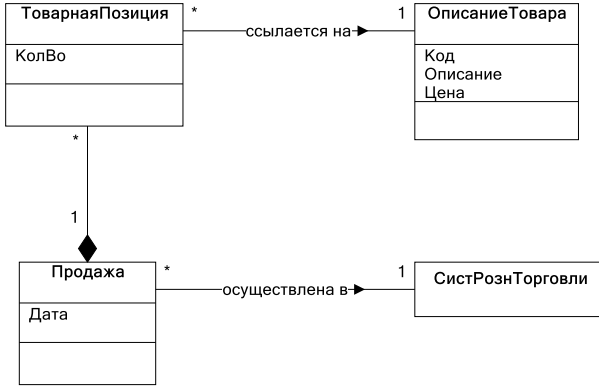 ТоварнаяПозиция
*
1
ОписаниеТовара
ссылается на
КолВо
Код
Описание
Цена
*
1
Продажа
*
1
СистРознТорговли
осуществлена в
Дата